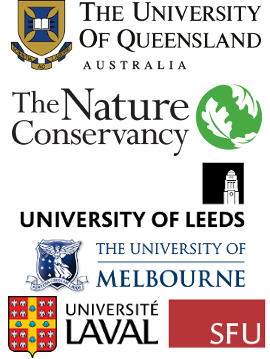 THE UNIVERSITY
OF QUEENSLAND
AUSTRALIA
The Nature
Conservancy
UNIVERSITY OF LEEDS
THE UNIVERSITY OF
MELBOURNE
UNIVERSITÉ
LAVAL
SFU